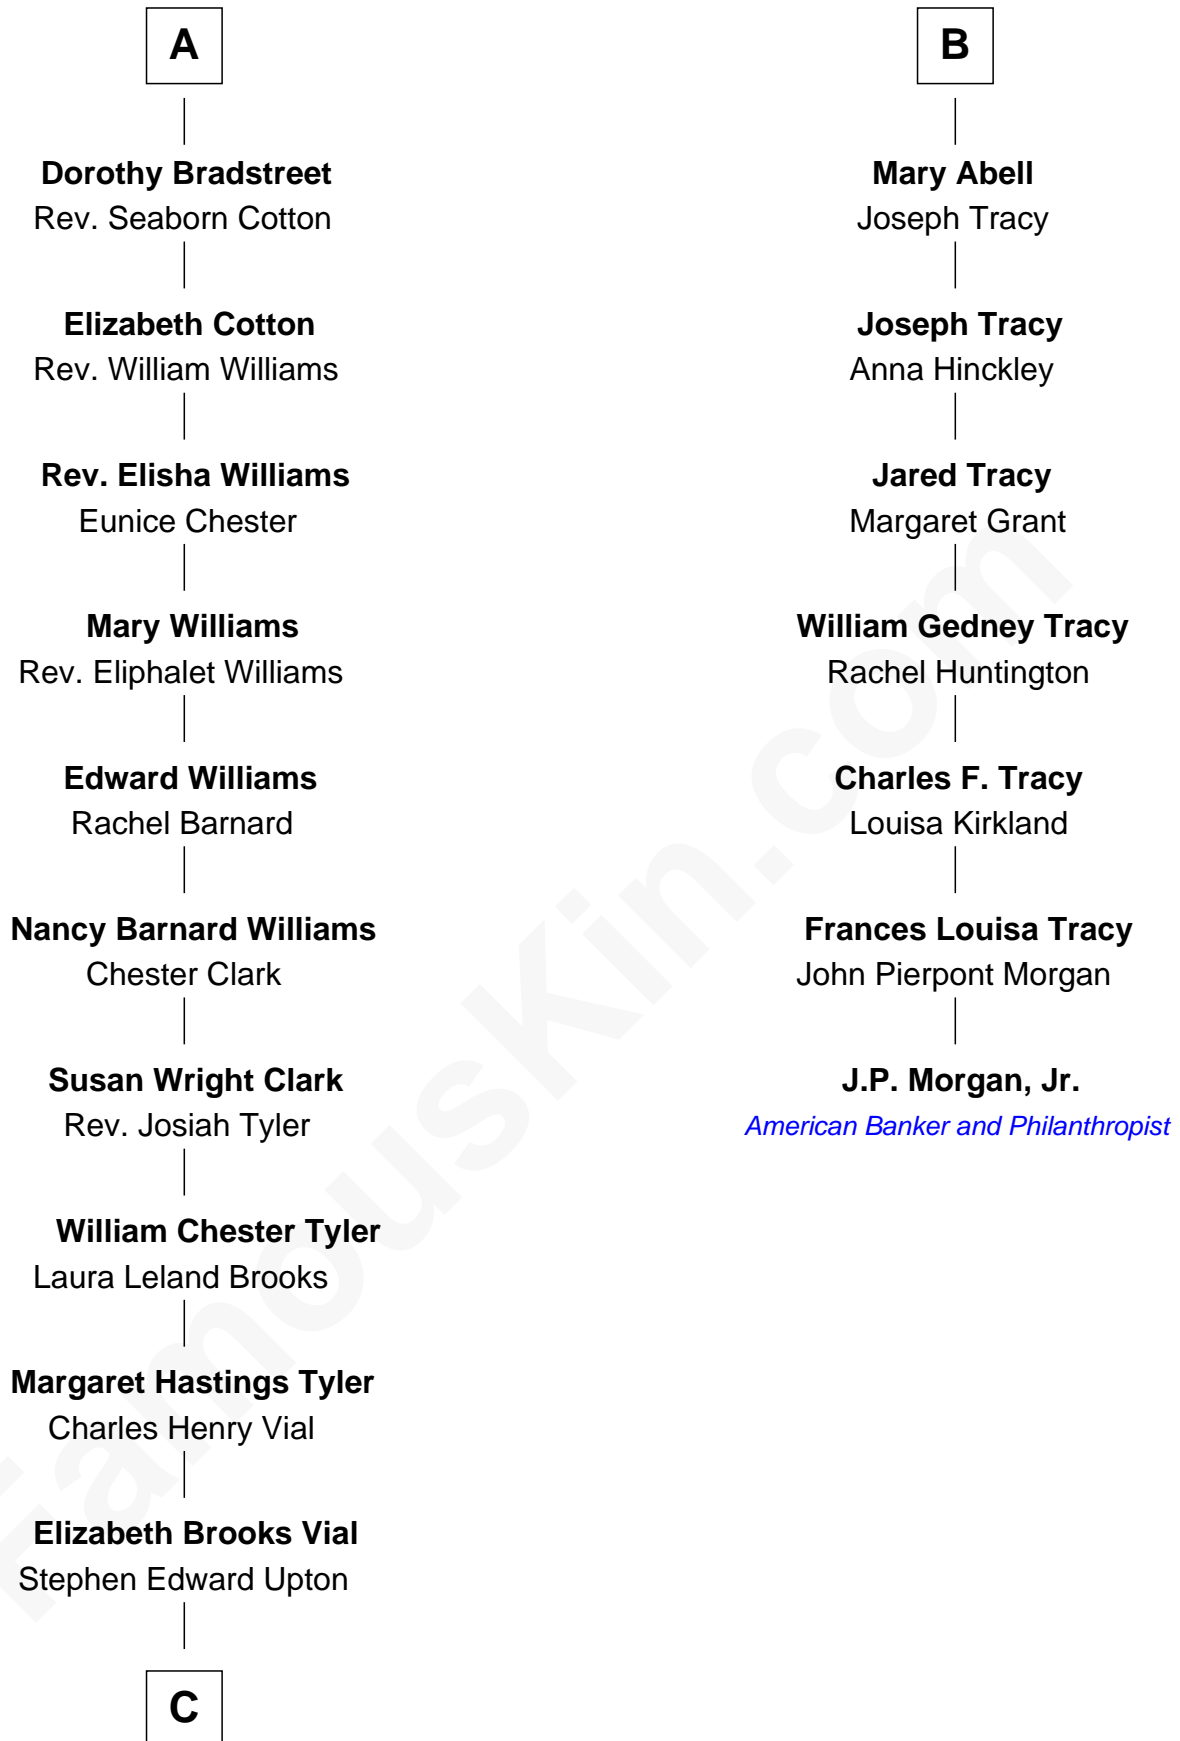 A
Dorothy Bradstreet
Rev. Seaborn Cotton
Elizabeth Cotton
Rev. William Williams
Rev. Elisha Williams
Eunice Chester
Mary Williams
Rev. Eliphalet Williams
Edward Williams
Rachel Barnard
Nancy Barnard Williams
Chester Clark
Susan Wright Clark
Rev. Josiah Tyler
William Chester Tyler
Laura Leland Brooks
Margaret Hastings Tyler
Charles Henry Vial
Elizabeth Brooks Vial
Stephen Edward Upton
C
B
Mary Abell
Joseph Tracy
Joseph Tracy
Anna Hinckley
Jared Tracy
Margaret Grant
William Gedney Tracy
Rachel Huntington
Charles F. Tracy
Louisa Kirkland
Frances Louisa Tracy
John Pierpont Morgan
J.P. Morgan, Jr.
American Banker and Philanthropist
FamousKin.com